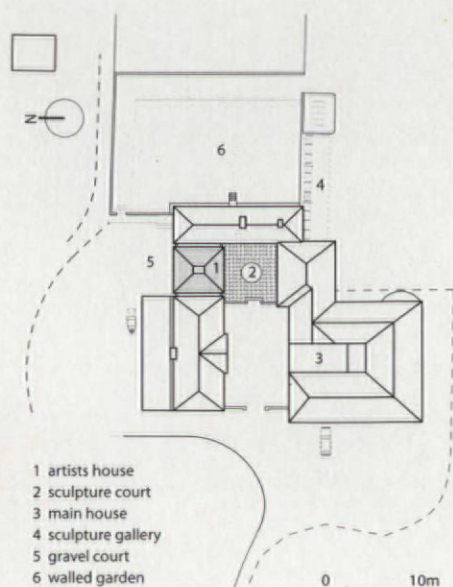 N
6
4
5
1
2
3
1 artists house
2 sculpture court
3 main house
4 sculpture gallery
5 gravel court
6 walled garden
0 10m